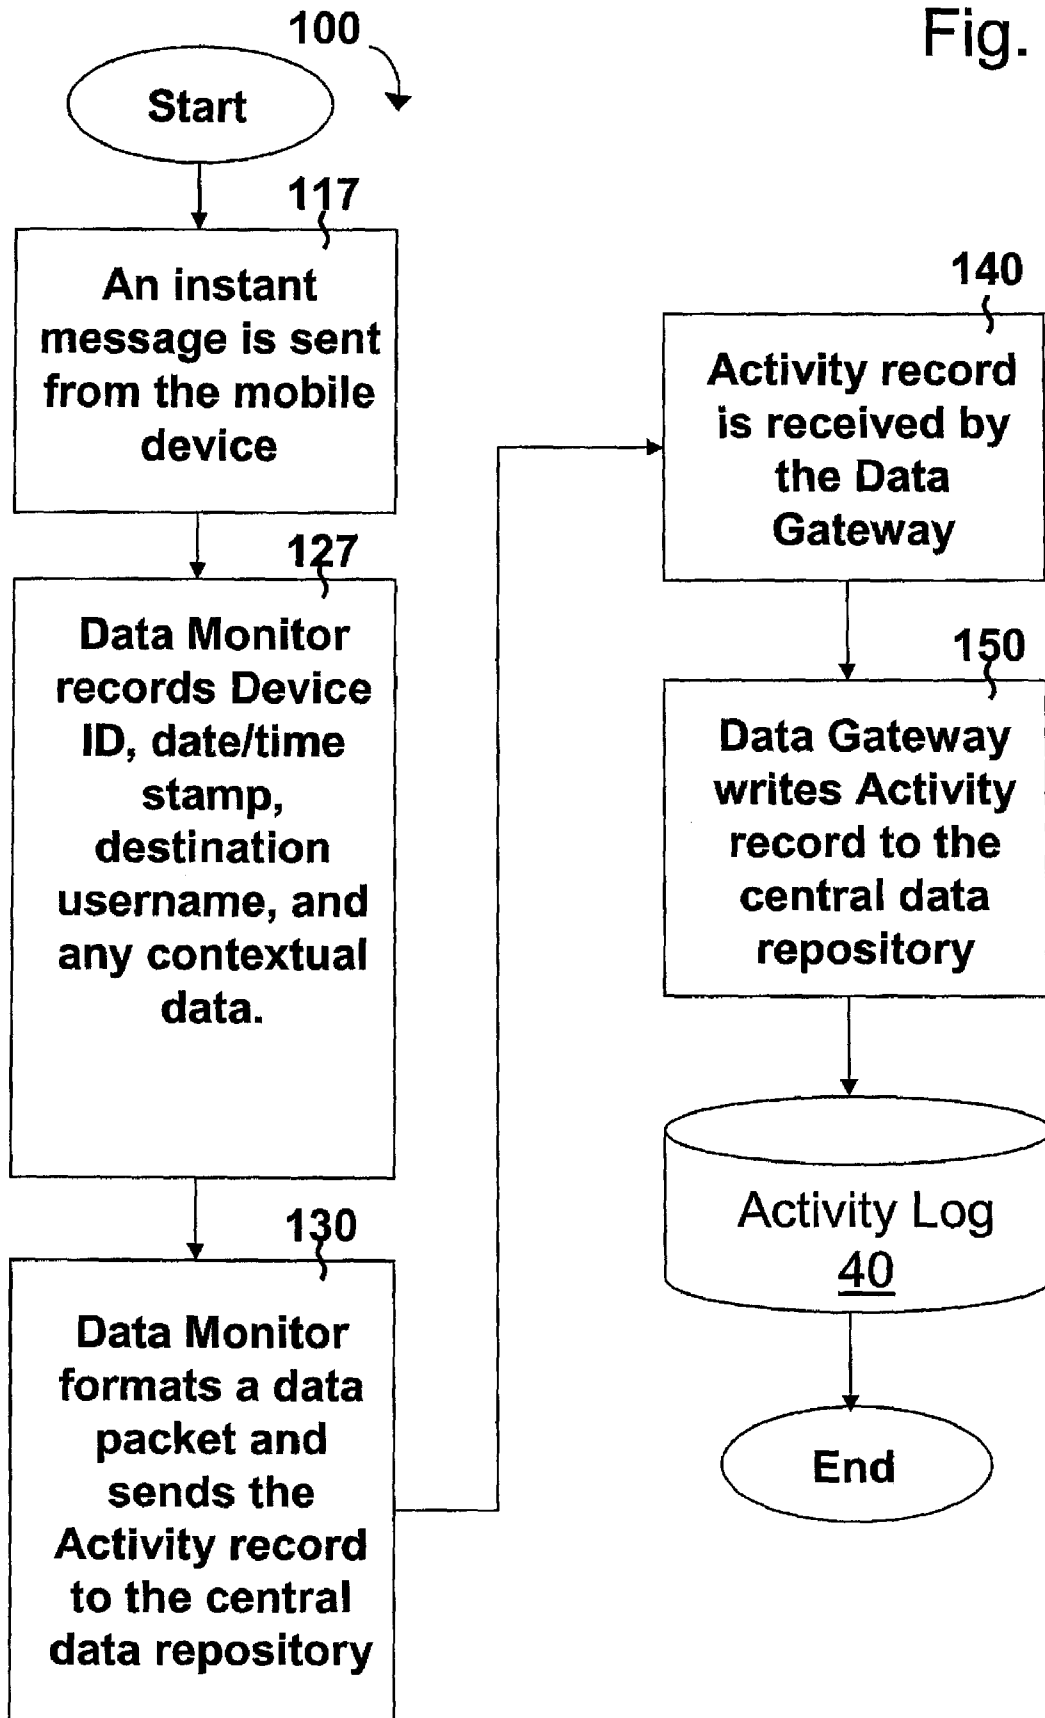 Fig.
100
Start
117
An instant
message is sent
from the mobile
device
127
Data Monitor
records Device
ID, date/time
stamp,
destination
username, and
any contextual
data.
130
Data Monitor
formats a data
packet and
sends the
Activity record
to the central
data repository
140
Activity record
is received by
the Data
Gateway
150
Data Gateway
writes Activity
record to the
central data
repository
Activity Log
40
End